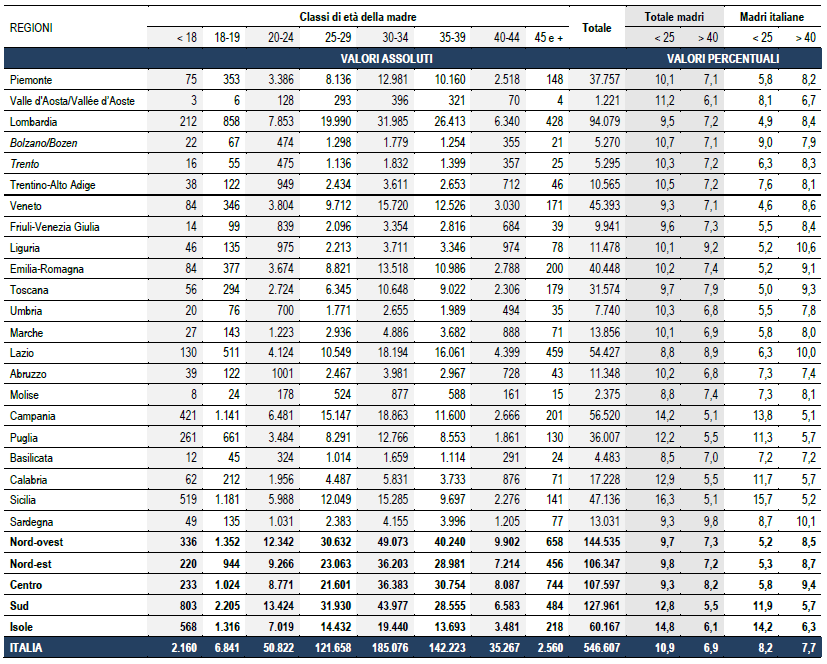 REGIONI Classi di età della madre Totale Totale madri Madri italiane
< 18 18-19 20-24 25-29 30-34 35-39 40-44 45 e + < 25 > 40 < 25 > 40
VALORI ASSOLUTI VALORI PERCENTUALI
Piemonte 75 353 3.386 8.136 12.981 10.160 2.518 148 37.757 10,1 7,1 5,8 8,2
Valle d'Aosta/Vallée d'Aoste 3 6 128 293 396 321 70 4 1.221 11,2 6,1 8,1 6,7
Lombardia 212 858 7.853 19.990 31.985 26.413 6.340 428 94.079 9,5 7,2 4,9 8,4
Bolzano/Bozen 22 67 474 1.298 1.779 1.254 355 21 5.270 10,7 7,1 9,0 7,9
Trento 16 55 475 1.136 1.832 1.399 357 25 5.295 10,3 7,2 6,3 8,3
Trentino-Alto Adige 38 122 949 2.434 3.611 2.653 712 46 10.565 10,5 7,2 7,6 8,1
Veneto 84 346 3.804 9.712 15.720 12.526 3.030 171 45.393 9,3 7,1 4,6 8,6
Friuli-Venezia Giulia 14 99 839 2.096 3.354 2.816 684 39 9.941 9,6 7,3 5,5 8,4
Liguria 46 135 975 2.213 3.711 3.346 974 78 11.478 10,1 9,2 5,2 10,6
Emilia-Romagna 84 377 3.674 8.821 13.518 10.986 2.788 200 40.448 10,2 7,4 5,2 9,1
Toscana 56 294 2.724 6.345 10.648 9.022 2.306 179 31.574 9,7 7,9 5,0 9,3
Umbria 20 76 700 1.771 2.655 1.989 494 35 7.740 10,3 6,8 5,5 7,8
Marche 27 143 1.223 2.936 4.886 3.682 888 71 13.856 10,1 6,9 5,8 8,0
Lazio 130 511 4.124 10.549 18.194 16.061 4.399 459 54.427 8,8 8,9 6,3 10,0
Abruzzo 39 122 1001 2.467 3.981 2.967 728 43 11.348 10,2 6,8 7,3 7,4
Molise 8 24 178 524 877 588 161 15 2.375 8,8 7,4 7,3 8,1
Campania 421 1.141 6.481 15.147 18.863 11.600 2.666 201 56.520 14,2 5,1 13,8 5,1
Puglia 261 661 3.484 8.291 12.766 8.553 1.861 130 36.007 12,2 5,5 11,3 5,7
Basilicata 12 45 324 1.014 1.659 1.114 291 24 4.483 8,5 7,0 7,2 7,2
Calabria 62 212 1.956 4.487 5.831 3.733 876 71 17.228 12,9 5,5 11,7 5,7
Sicilia 519 1.181 5.988 12.049 15.285 9.697 2.276 141 47.136 16,3 5,1 15,7 5,2
Sardegna 49 135 1.031 2.383 4.155 3.996 1.205 77 13.031 9,3 9,8 8,7 10,1
Nord-ovest 336 1.352 12.342 30.632 49.073 40.240 9.902 658 144.535 9,7 7,3 5,2 8,5
Nord-est 220 944 9.266 23.063 36.203 28.981 7.214 456 106.347 9,8 7,2 5,3 8,7
Centro 233 1.024 8.771 21.601 36.383 30.754 8.087 744 107.597 9,3 8,2 5,8 9,4
Sud 803 2.205 13.424 31.930 43.977 28.555 6.583 484 127.961 12,8 5,5 11,9 5,7
Isole 568 1.316 7.019 14.432 19.440 13.693 3.481 218 60.167 14,8 6,1 14,2 6,3
ITALIA 2.160 6.841 50.822 121.658 185.076 142.223 35.267 2.560 546.607 10,9 6,9 8,2 7,7